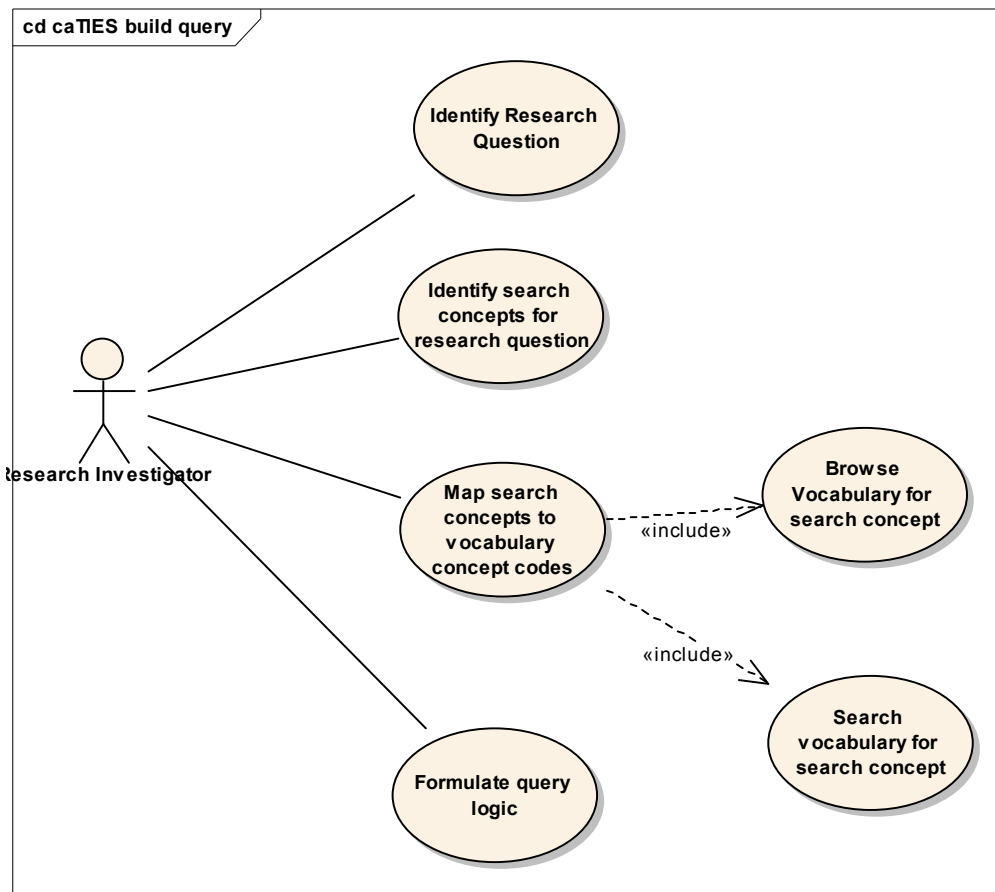 cd caTIES build query
Identify Research
Question
Identify search
concepts for
research question
Research Investigator
Map search
concepts to
vocabulary
concept codes
«include»
Browse
Vocabulary for
search concept
«include»
Search
vocabulary for
search concept
Formulate query
logic